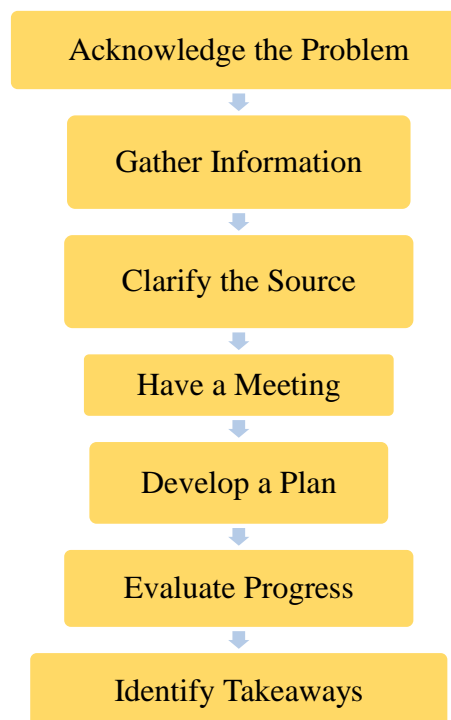 Acknowledge the Problem
Gather Information
Clarify the Source
Have a Meeting
Develop a Plan
Evaluate Progress
Identify Takeaways